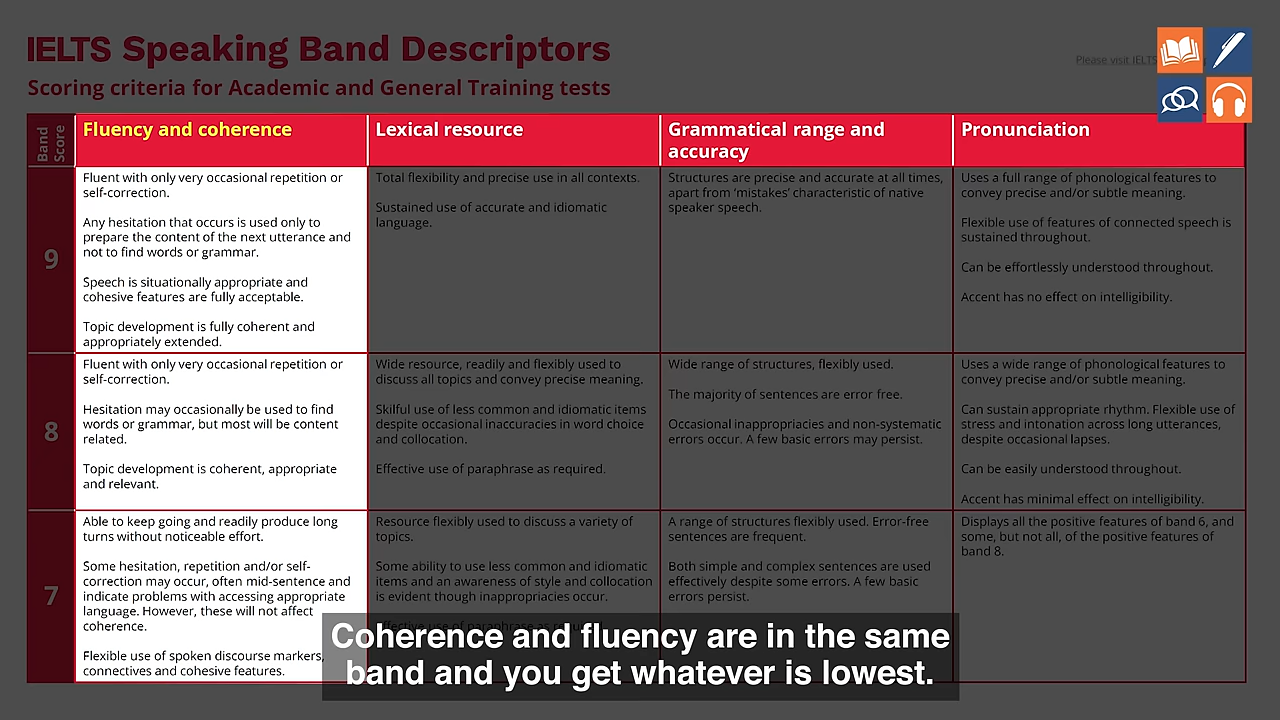 IELTS Speaking Band Descriptors
Please visit IELTS
Scoring criteria for Academic and General Training tests
Band
Score
Fluency and coherence
Lexical resource
Grammatical range and
accuracy
Pronunciation
9
Fluent with only very occasional repetition or
self-correction.
Any hesitation that occurs is used only to
prepare the content of the next utterance and
not to find words or grammar.
Speech is situationally appropriate and
cohesive features are fully acceptable.
Topic development is fully coherent and
appropriately extended.
Total flexibility and precise use in all contexts.
Sustained use of accurate and idiomatic
language.
Structures are precise and accurate at all times,
apart from ‘mistakes’ characteristic of native
speaker speech.
Uses a full range of phonological features to
convey precise and/or subtle meaning.
Flexible use of features of connected speech is
sustained throughout.
Can be effortlessly understood throughout.
Accent has no effect on intelligibility.
8
Fluent with only very occasional repetition or
self-correction.
Hesitation may occasionally be used to find
words or grammar, but most will be content
related.
Topic development is coherent, appropriate
and relevant.
Wide resource, readily and flexibly used to
discuss all topics and convey precise meaning.
Skilful use of less common and idiomatic items
despite occasional inaccuracies in word choice
and collocation.
Effective use of paraphrase as required.
Wide range of structures, flexibly used.
The majority of sentences are error free.
Occasional inappropriacies and non-systematic
errors occur. A few basic errors may persist.
Uses a wide range of phonological features to
convey precise and/or subtle meaning.
Can sustain appropriate rhythm. Flexible use of
stress and intonation across long utterances,
despite occasional lapses.
Can be easily understood throughout.
Accent has minimal effect on intelligibility.
7
Able to keep going and readily produce long
turns without noticeable effort.
Some hesitation, repetition and/or self-
correction may occur, often mid-sentence and
indicate problems with accessing appropriate
language. However, these will not affect
coherence.
Flexible use of spoken discourse markers,
connectives and cohesive features.
Resource flexibly used to discuss a variety of
topics.
Some ability to use less common and idiomatic
items and an awareness of style and collocation
is evident though inappropriacies occur.
Effective use of paraphrase as
A range of structures flexibly used. Error-free
sentences are frequent.
Both simple and complex sentences are used
effectively despite some errors. A few basic
errors persist.
Displays all the positive features of band 6, and
some, but not all, of the positive features of
band 8.
Coherence and fluency are in the same
band and you get whatever is lowest.